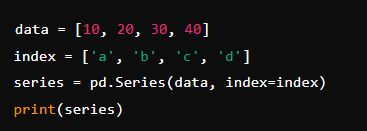 data = [10, 20, 30, 40]
index = ['a', 'b', 'c', 'd']
series = pd.Series(data, index=index)
print(series)